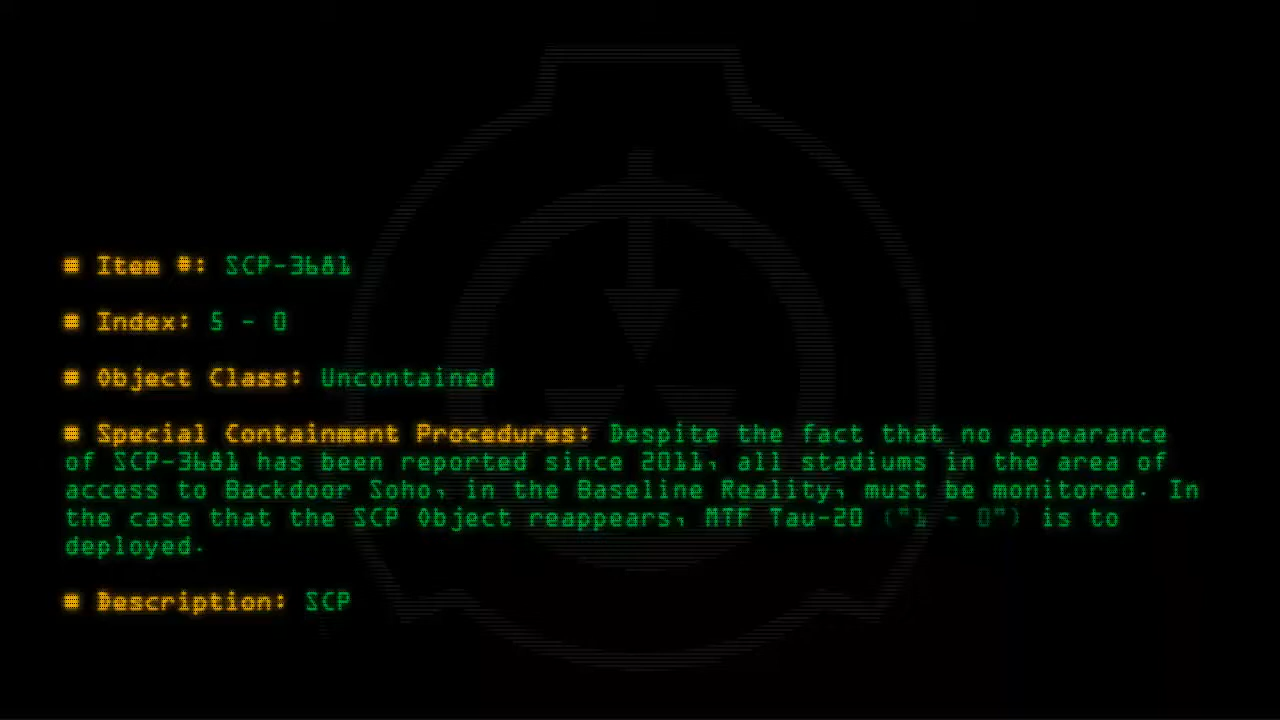 ■ Item #: SCP-3681
■ Index: 5 - 0
■ Object Class: Uncontained
■ Special Containment Procedures: Despite the fact that no appearance
of SCP-3681 has been reported since 2011, all stadiums in the area of
access to Backdoor Soho, in the Baseline Reality, must be monitored. In
the case that the SCP Object reappears, MTF Tau-20 ("1 - 0") is to
deployed.
■ Description: SCP